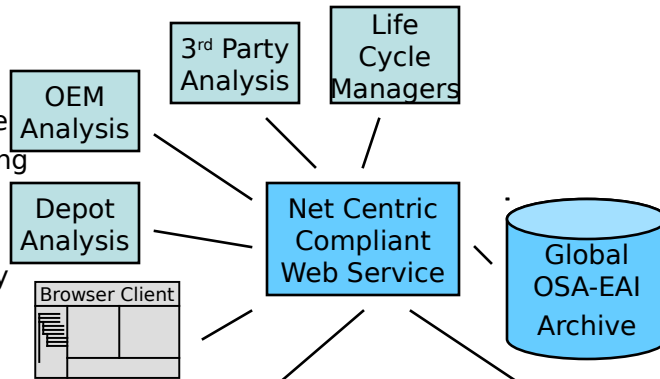 Life
Cycle
Managers
3rd Party
Analysis
OEM
Analysis
Depot
Analysis
Net Centric
Compliant
Web Service
Global
OSA-EAI
Archive
Browser Client